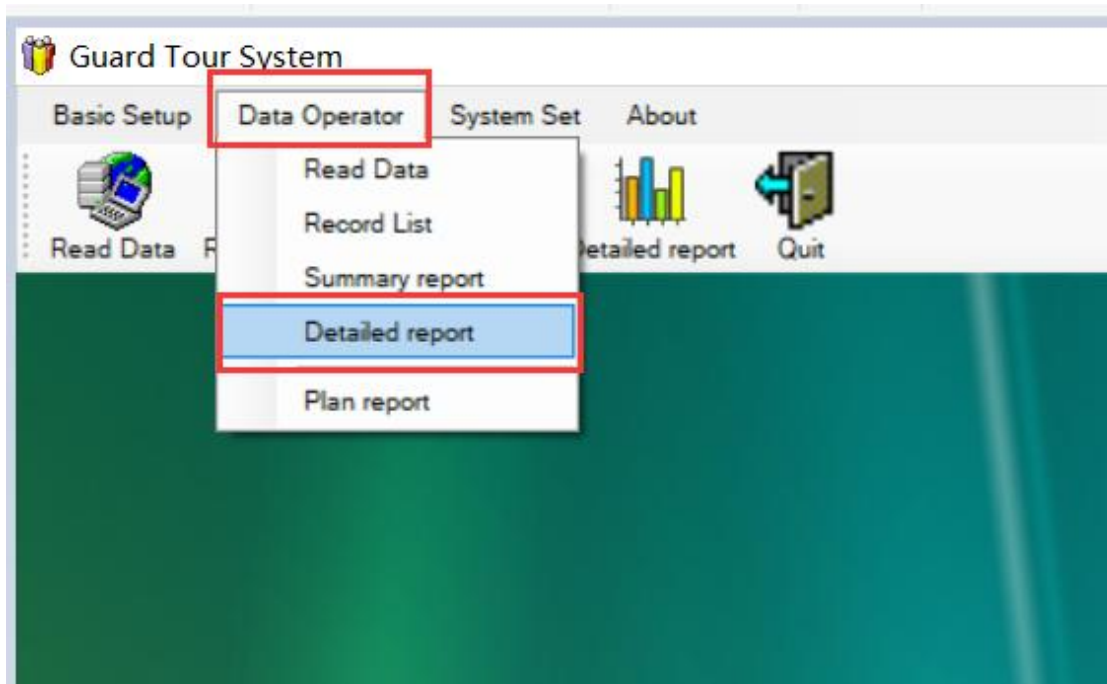 Guard Tour System
Basic Setup Data Operator System Set About
Read Data
Record List
Summary report
Detailed report
Plan report
Read Data
etailed report Quit